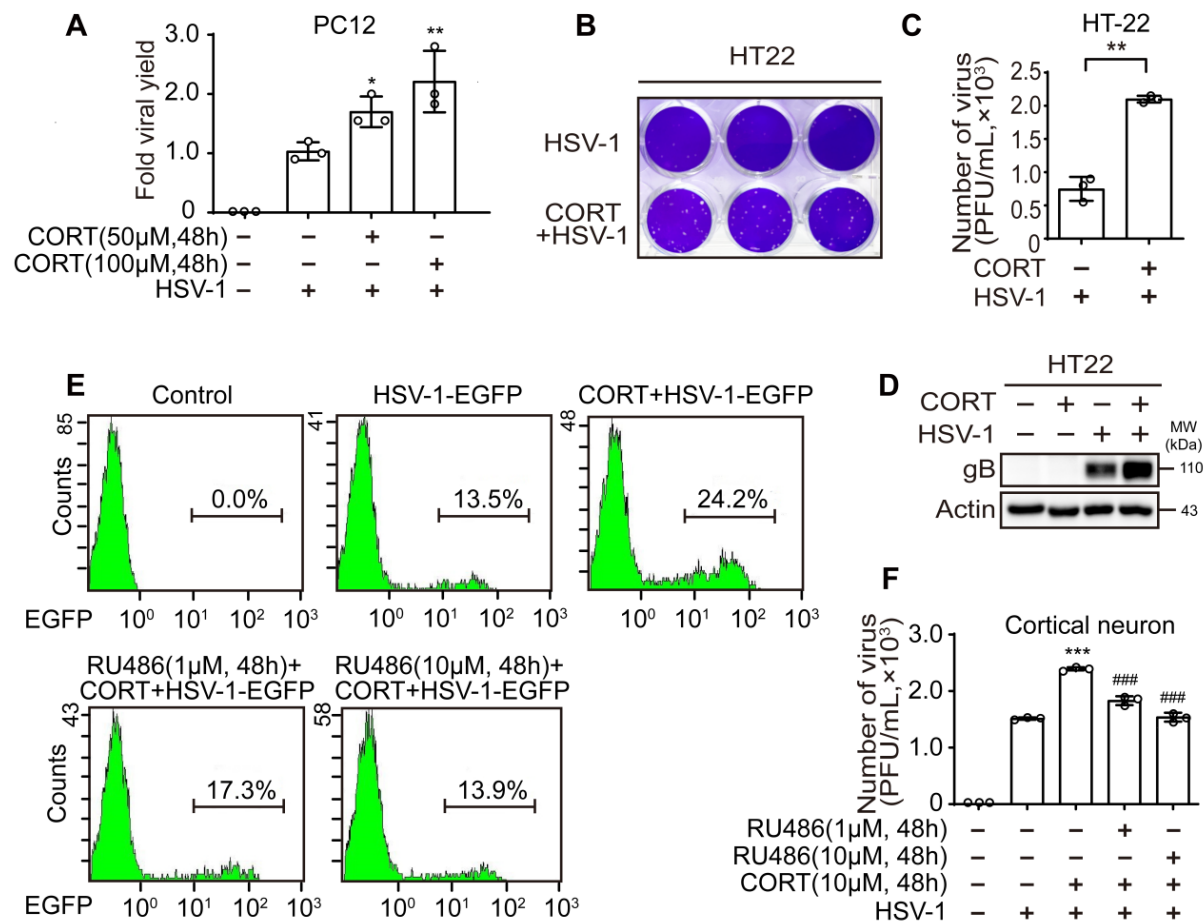 A
PC12
Fold viral yield
3.0
2.0
1.0
0
* **
CORT(50μM,48h) – – + –
CORT(100μM,48h) – – – +
HSV-1 – + + +
B
HT22
HSV-1
CORT
+HSV-1
C
HT-22
**
Number of virus
(PFU/mL,×10³)
2.5
2.0
1.5
1.0
0.5
0
CORT – +
HSV-1 + +
E
Control
85
Counts
0.0%
EGFP 10⁰ 10¹ 10² 10³
HSV-1-EGFP
41
13.5%
10⁰ 10¹ 10² 10³
CORT+HSV-1-EGFP
48
24.2%
10⁰ 10¹ 10² 10³
RU486(1μM, 48h)+
CORT+HSV-1-EGFP
43
Counts
17.3%
EGFP 10⁰ 10¹ 10² 10³
RU486(10μM, 48h)+
CORT+HSV-1-EGFP
58
13.9%
10⁰ 10¹ 10² 10³
D
HT22
CORT – + – +
HSV-1 – – + +
MW
(kDa)
gB 110
Actin 43
F
Cortical neuron
Number of virus
(PFU/mL,×10³)
3.0
2.0
1.0
0
*** ### ###
RU486(1μM, 48h) – – – + –
RU486(10μM, 48h) – – – – +
CORT(10μM, 48h) – – + + +
HSV-1 – + + + +